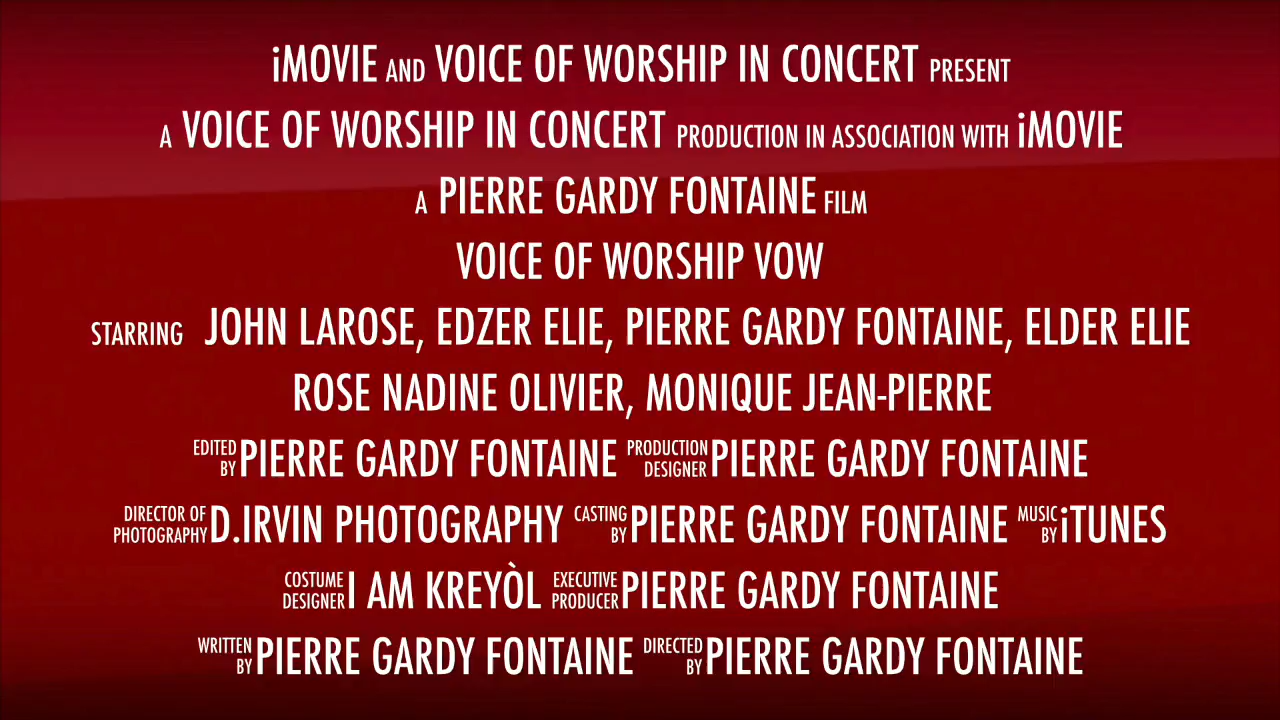 iMOVIE AND VOICE OF WORSHIP IN CONCERT PRESENT
A VOICE OF WORSHIP IN CONCERT PRODUCTION IN ASSOCIATION WITH iMOVIE
A PIERRE GARDY FONTAINE FILM
VOICE OF WORSHIP VOW
STARRING JOHN LAROSE, EDZER ELIE, PIERRE GARDY FONTAINE, ELDER ELIE
ROSE NADINE OLIVIER, MONIQUE JEAN-PIERRE
EDITED BY PIERRE GARDY FONTAINE PRODUCTION DESIGNER PIERRE GARDY FONTAINE
DIRECTOR OF PHOTOGRAPHY D.IRVIN PHOTOGRAPHY CASTING BY PIERRE GARDY FONTAINE MUSIC BY iTUNES
COSTUME DESIGNER I AM KREYÒL EXECUTIVE PRODUCER PIERRE GARDY FONTAINE
WRITTEN BY PIERRE GARDY FONTAINE DIRECTED BY PIERRE GARDY FONTAINE